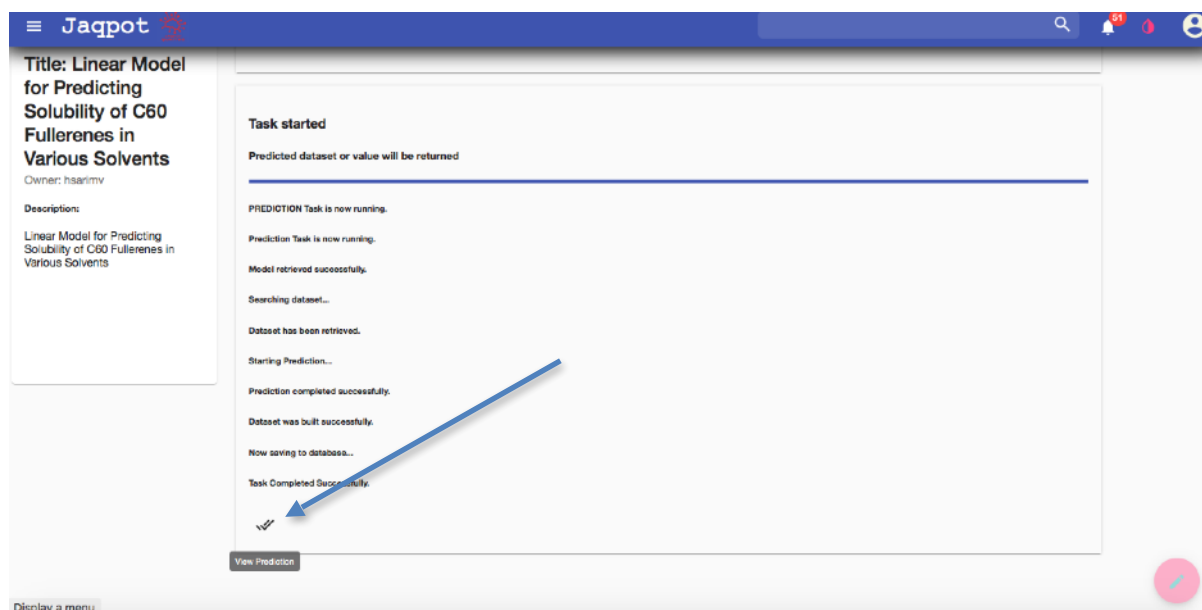 Jaqpot
51
Title: Linear Model
for Predicting
Solubility of C60
Fullerenes in
Various Solvents
Owner: hsarimv
Description:
Linear Model for Predicting
Solubility of C60 Fullerenes in
Various Solvents
Task started
Predicted dataset or value will be returned
PREDICTION Task is now running.
Prediction Task is now running.
Model retrieved successfully.
Searching dataset...
Dataset has been retrieved.
Starting Prediction...
Prediction completed successfully.
Dataset was built successfully.
Now saving to database...
Task Completed Successfully.
View Prediction
Display a menu